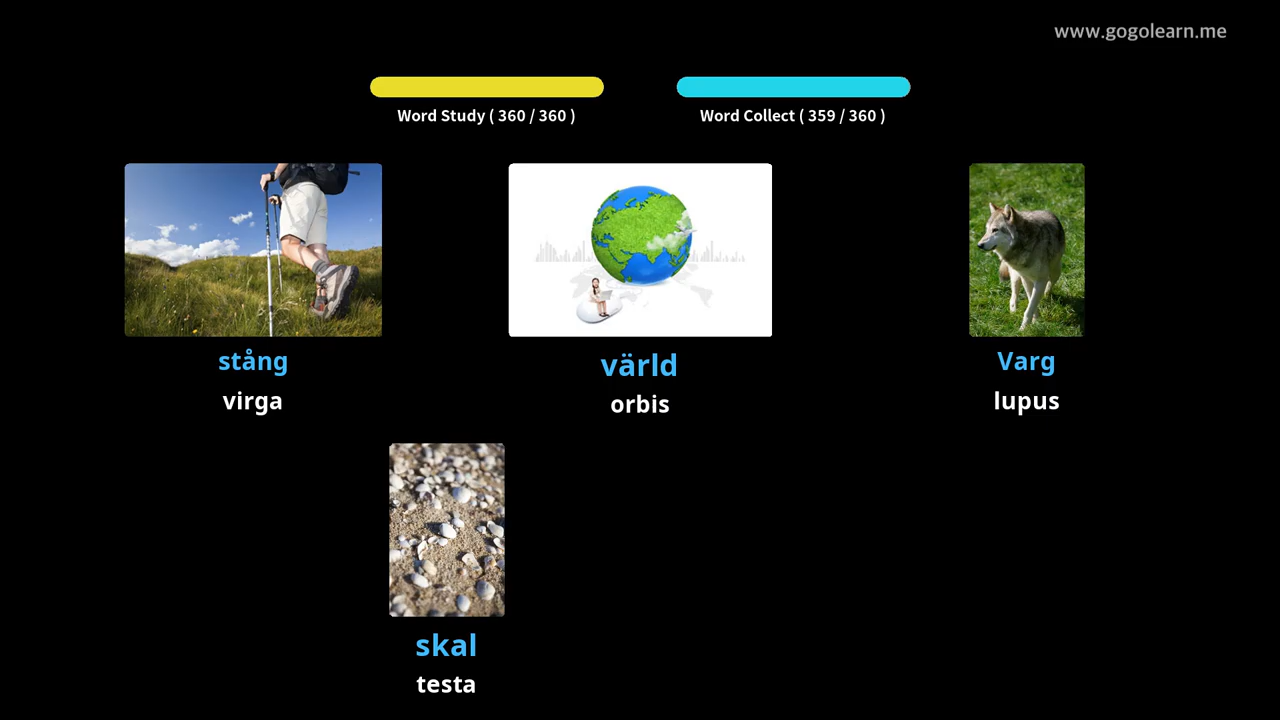 www.gogolearn.me
Word Study ( 360 / 360 )
Word Collect ( 359 / 360 )
stång
virga
värld
orbis
Varg
lupus
skal
testa